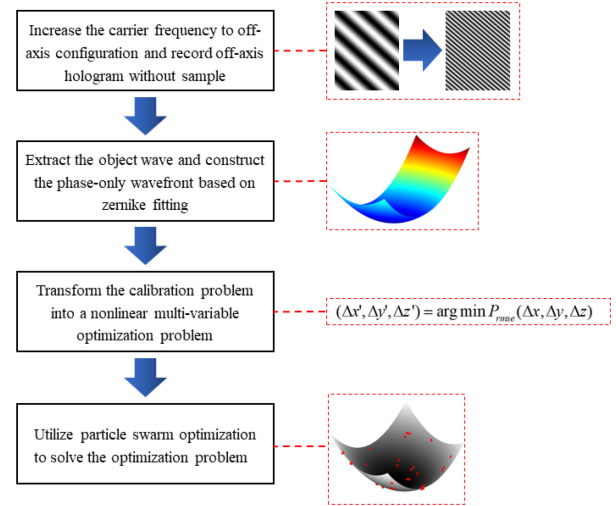 Increase the carrier frequency to off-
axis configuration and record off-axis
hologram without sample
Extract the object wave and construct
the phase-only wavefront based on
zernike fitting
Transform the calibration problem
into a nonlinear multi-variable
optimization problem
(Δx',Δy',Δz') = arg min P_rmse(Δx,Δy,Δz)
Utilize particle swarm optimization
to solve the optimization problem